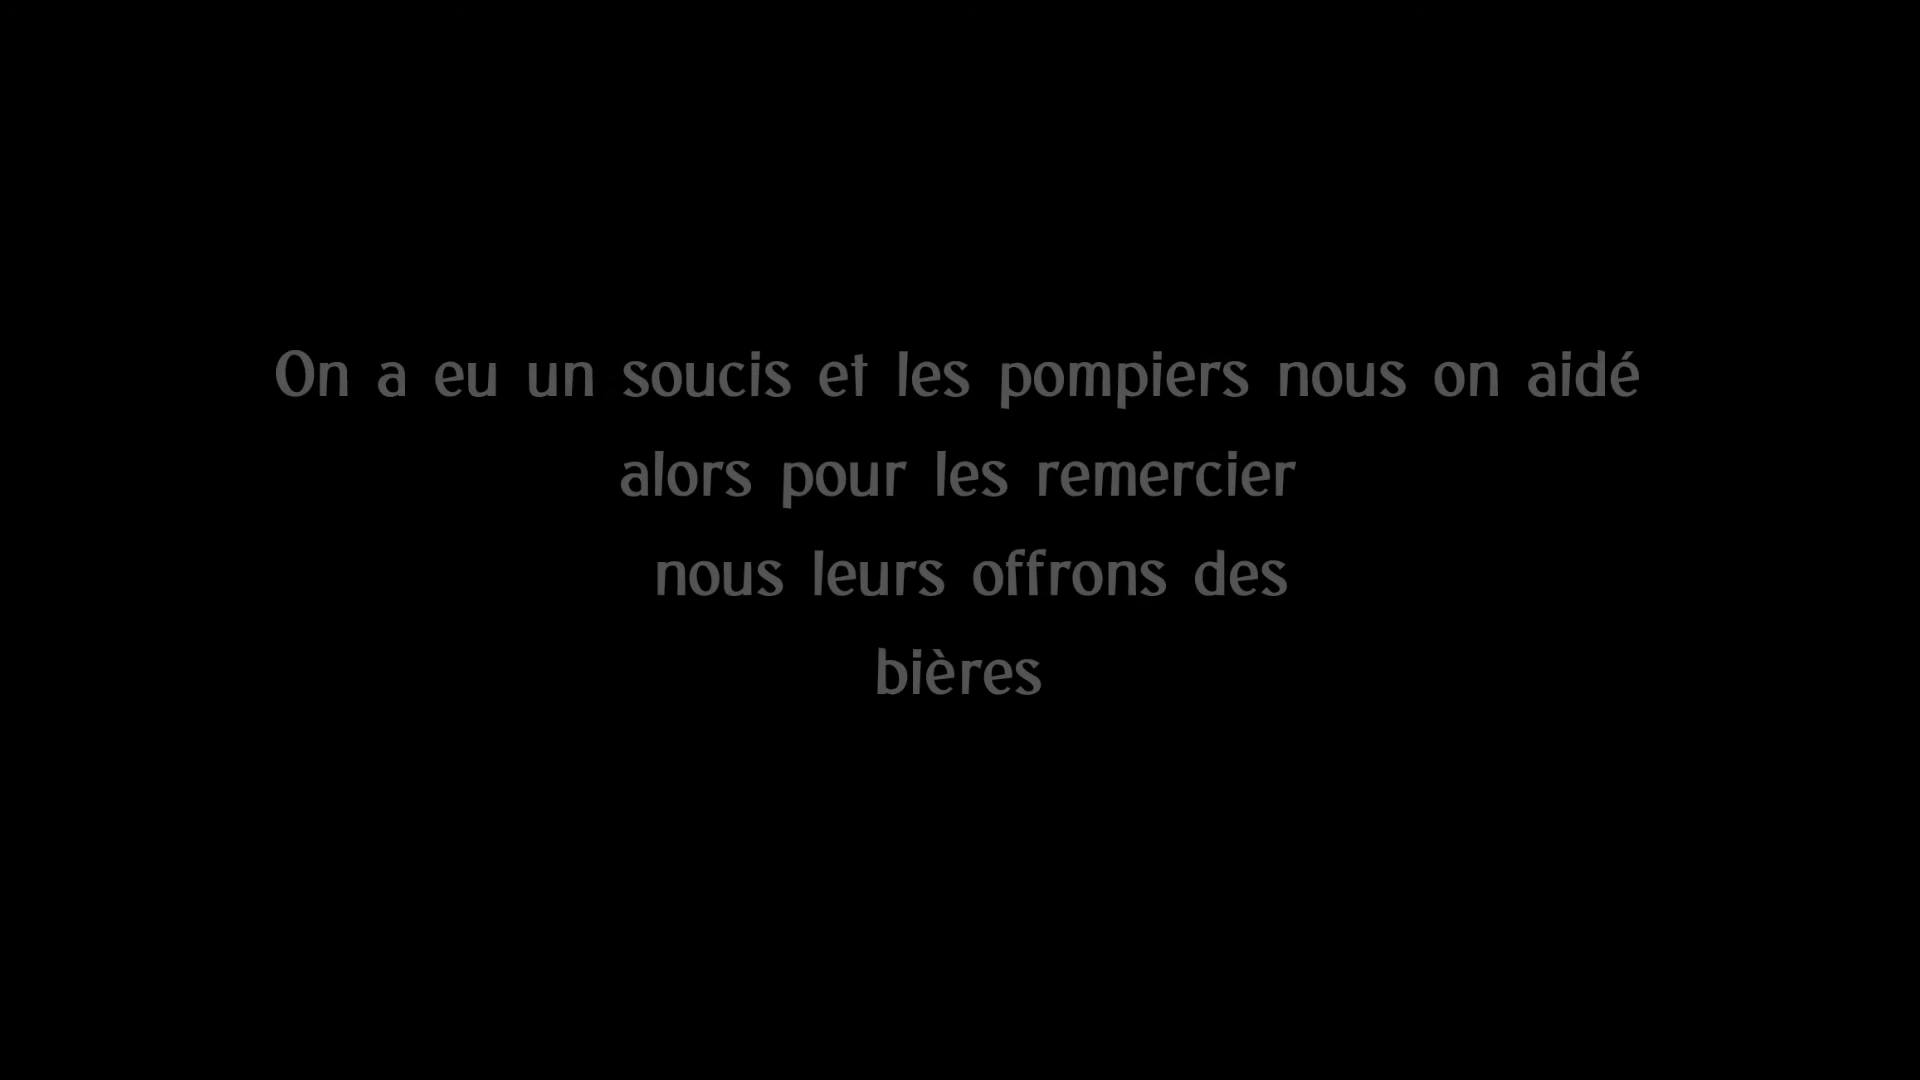 On a eu un soucis et les pompiers nous on aidé
alors pour les remercier
nous leurs offrons des
bières